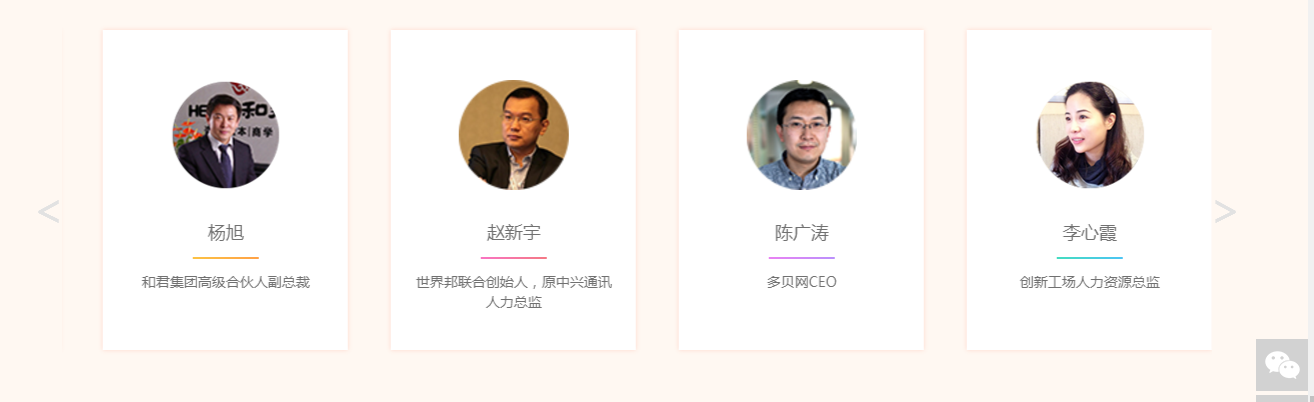 杨旭
和君集团高级合伙人副总裁
赵新宇
世界邦联合创始人，原中兴通讯
人力总监
陈广涛
多贝网CEO
李心霞
创新工场人力资源总监